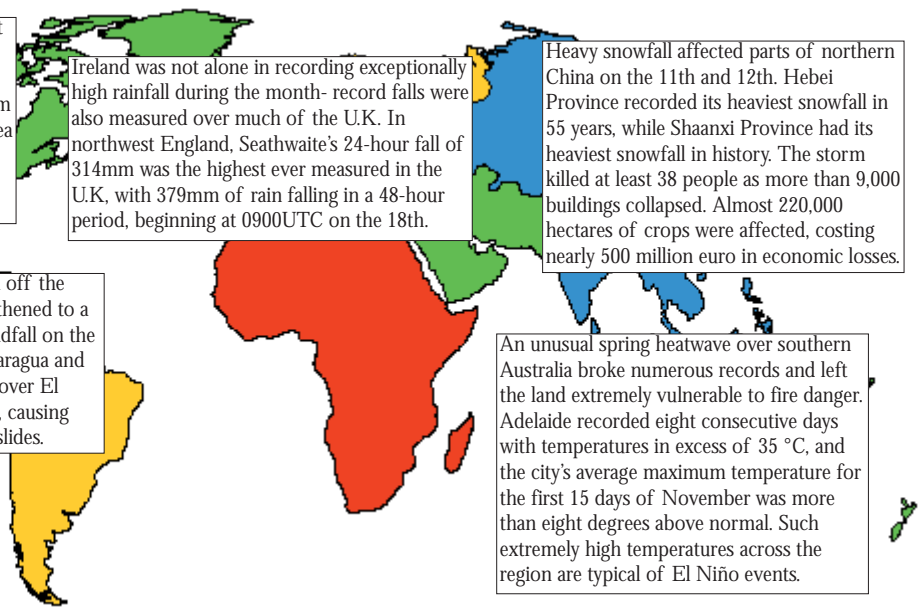 t
m
ea
Ireland was not alone in recording exceptionally
high rainfall during the month- record falls were
also measured over much of the U.K. In
northwest England, Seathwaite's 24-hour fall of
314mm was the highest ever measured in the
U.K, with 379mm of rain falling in a 48-hour
period, beginning at 0900UTC on the 18th.
Heavy snowfall affected parts of northern
China on the 11th and 12th. Hebei
Province recorded its heaviest snowfall in
55 years, while Shaanxi Province had its
heaviest snowfall in history. The storm
killed at least 38 people as more than 9,000
buildings collapsed. Almost 220,000
hectares of crops were affected, costing
nearly 500 million euro in economic losses.
off the
thened to a
dfall on the
aragua and
over El
, causing
slides.
An unusual spring heatwave over southern
Australia broke numerous records and left
the land extremely vulnerable to fire danger.
Adelaide recorded eight consecutive days
with temperatures in excess of 35 °C, and
the city's average maximum temperature for
the first 15 days of November was more
than eight degrees above normal. Such
extremely high temperatures across the
region are typical of El Niño events.